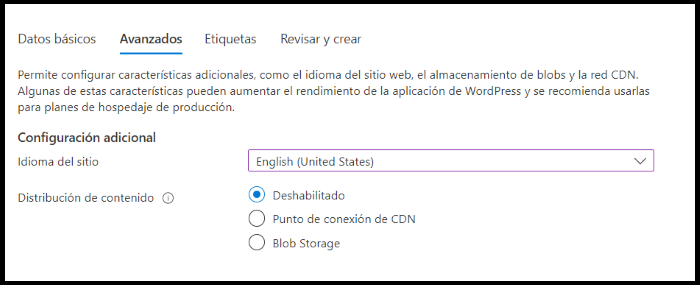 Datos básicos Avanzados Etiquetas Revisar y crear
Permite configurar características adicionales, como el idioma del sitio web, el almacenamiento de blobs y la red CDN.
Algunas de estas características pueden aumentar el rendimiento de la aplicación de WordPress y se recomienda usarlas
para planes de hospedaje de producción.
Configuración adicional
Idioma del sitio English (United States)
Distribución de contenido Deshabilitado
Punto de conexión de CDN
Blob Storage